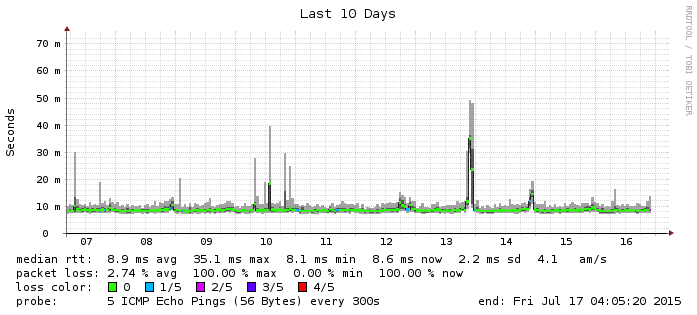 Last 10 Days
RRDTOOL / TOBI OETIKER
Seconds
70 m
60 m
50 m
40 m
30 m
20 m
10 m
0
07 08 09 10 11 12 13 14 15 16
median rtt: 8.9 ms avg 35.1 ms max 8.1 ms min 8.6 ms now 2.2 ms sd 4.1 am/s
packet loss: 2.74 % avg 100.00 % max 0.00 % min 100.00 % now
loss color: 0 1/5 2/5 3/5 4/5
probe: 5 ICMP Echo Pings (56 Bytes) every 300s end: Fri Jul 17 04:05:20 2015